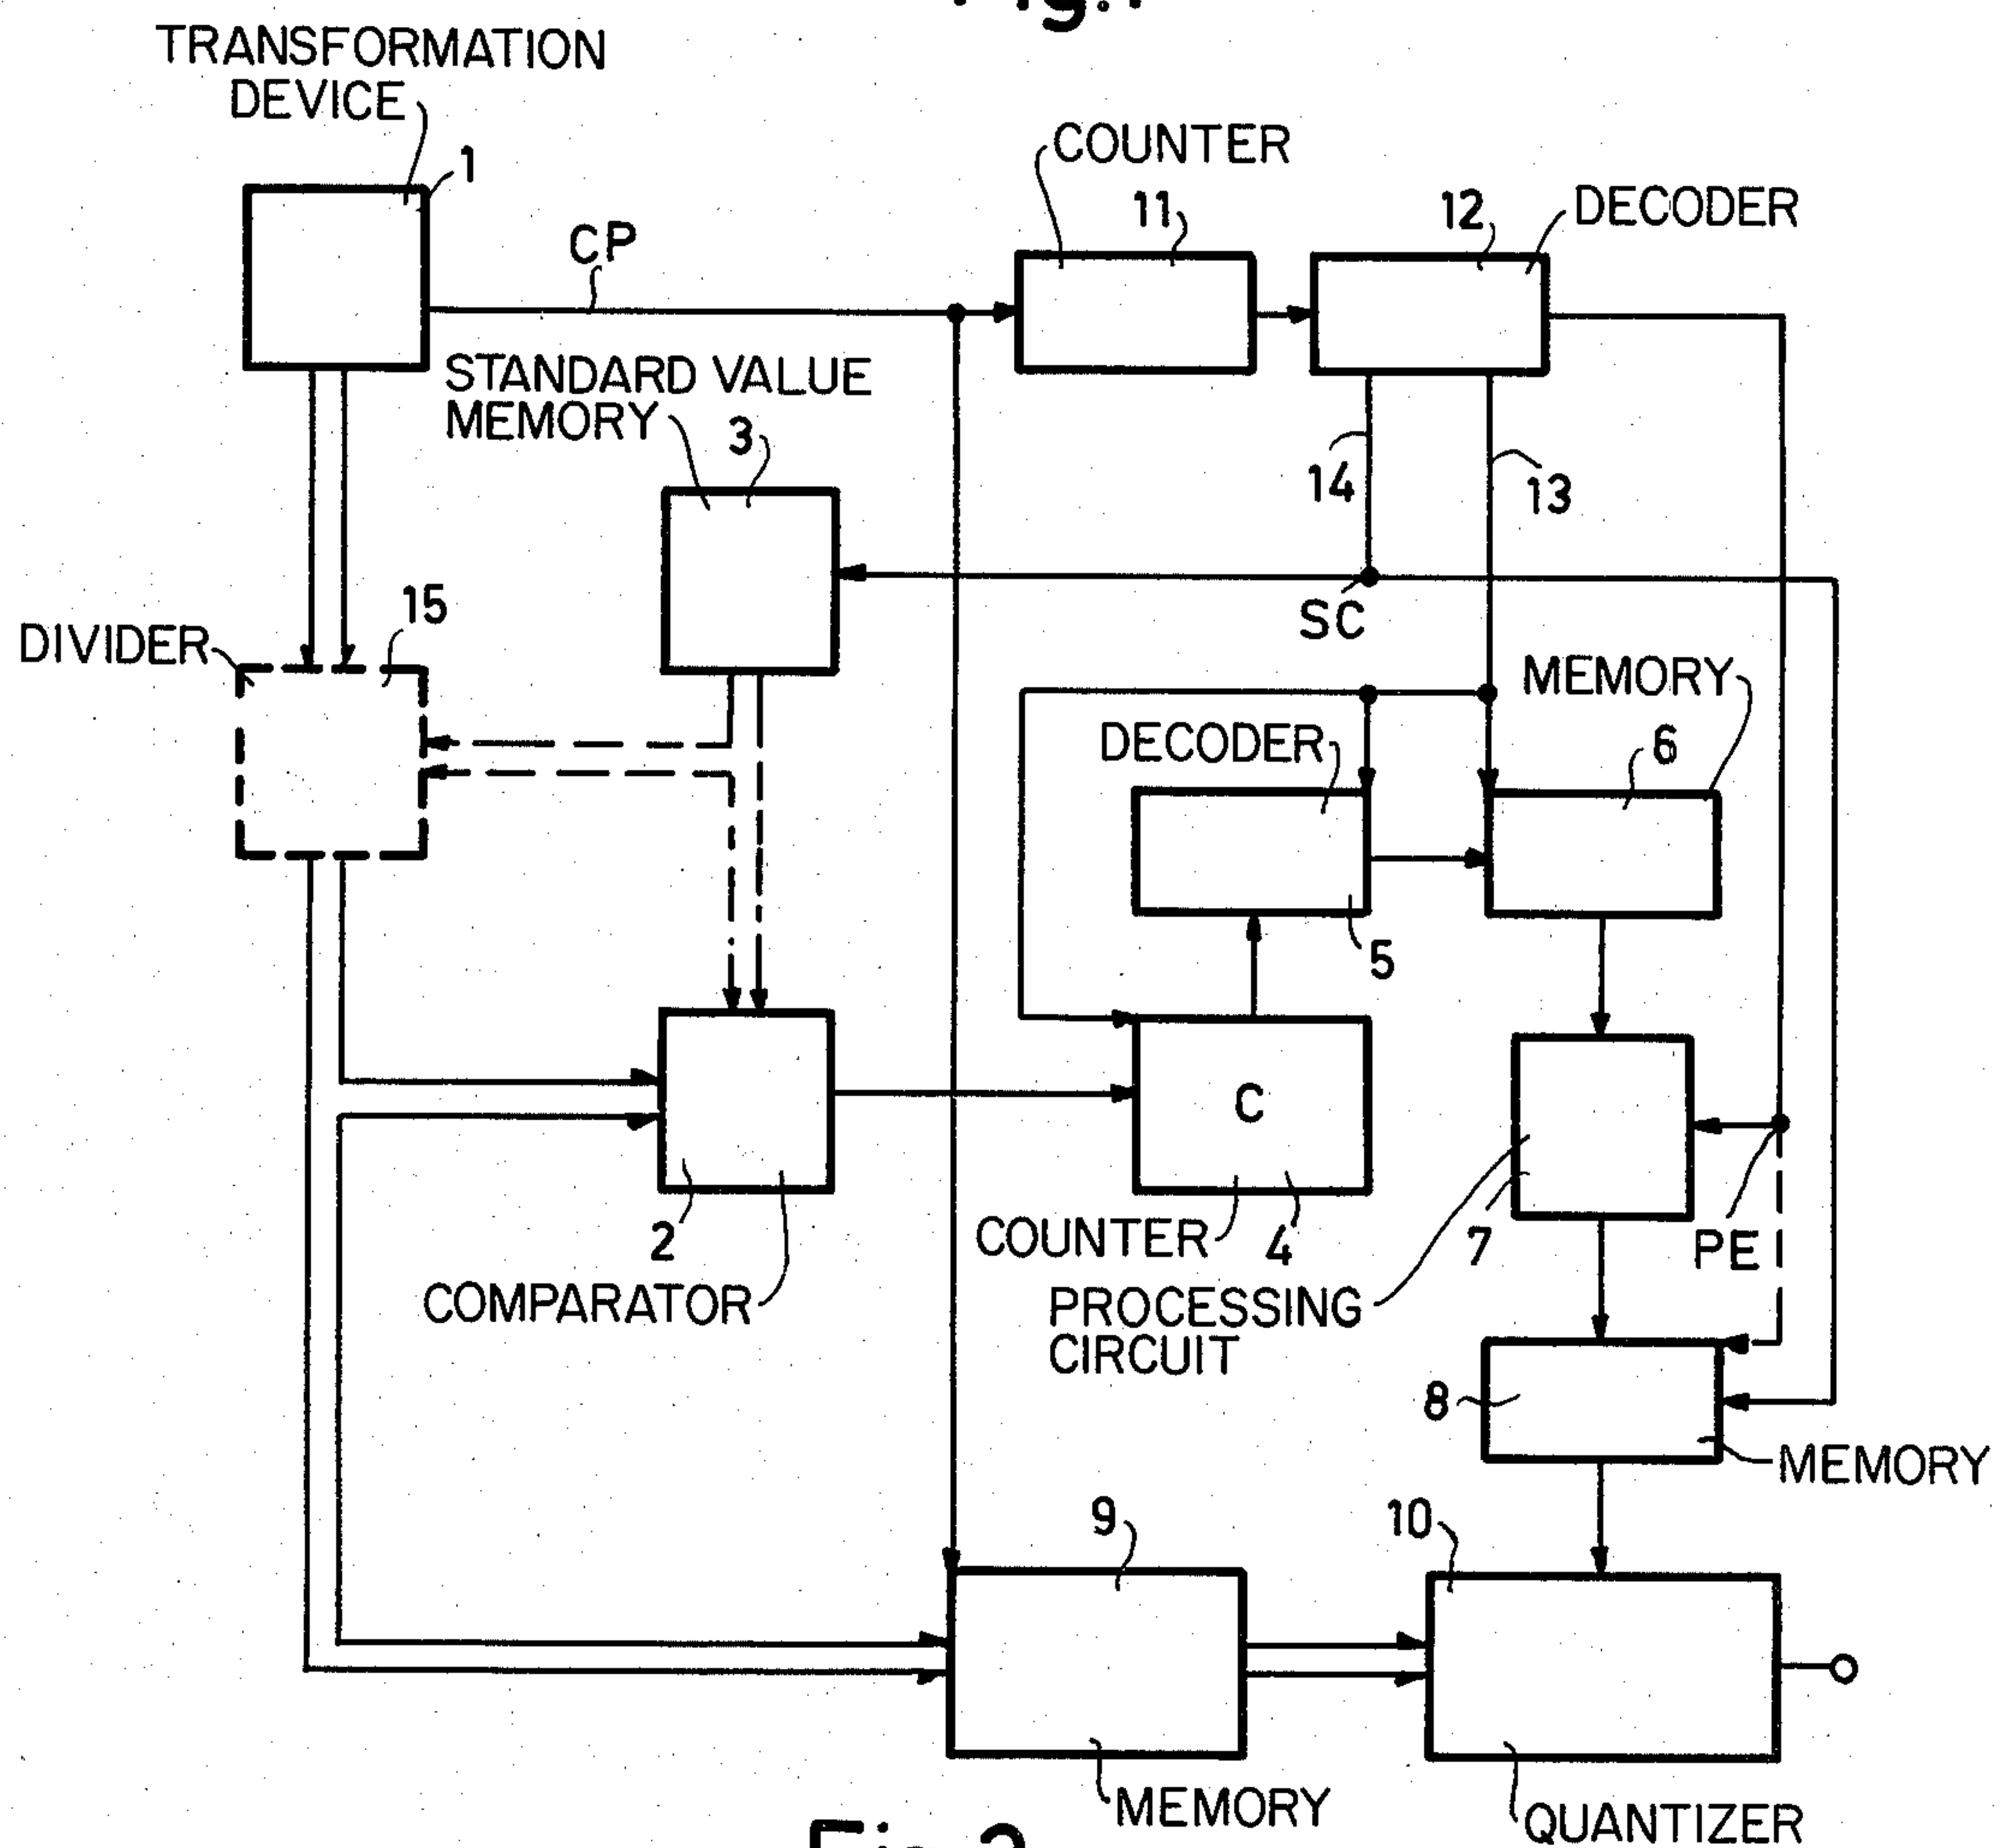 TRANSFORMATION
DEVICE
1
CP
COUNTER
11
12
DECODER
STANDARD VALUE
MEMORY
3
14
13
SC
DIVIDER
15
MEMORY
DECODER
6
5
C
2
COMPARATOR
COUNTER
4
PROCESSING
CIRCUIT
7
PE
8
MEMORY
9
10
MEMORY
QUANTIZER